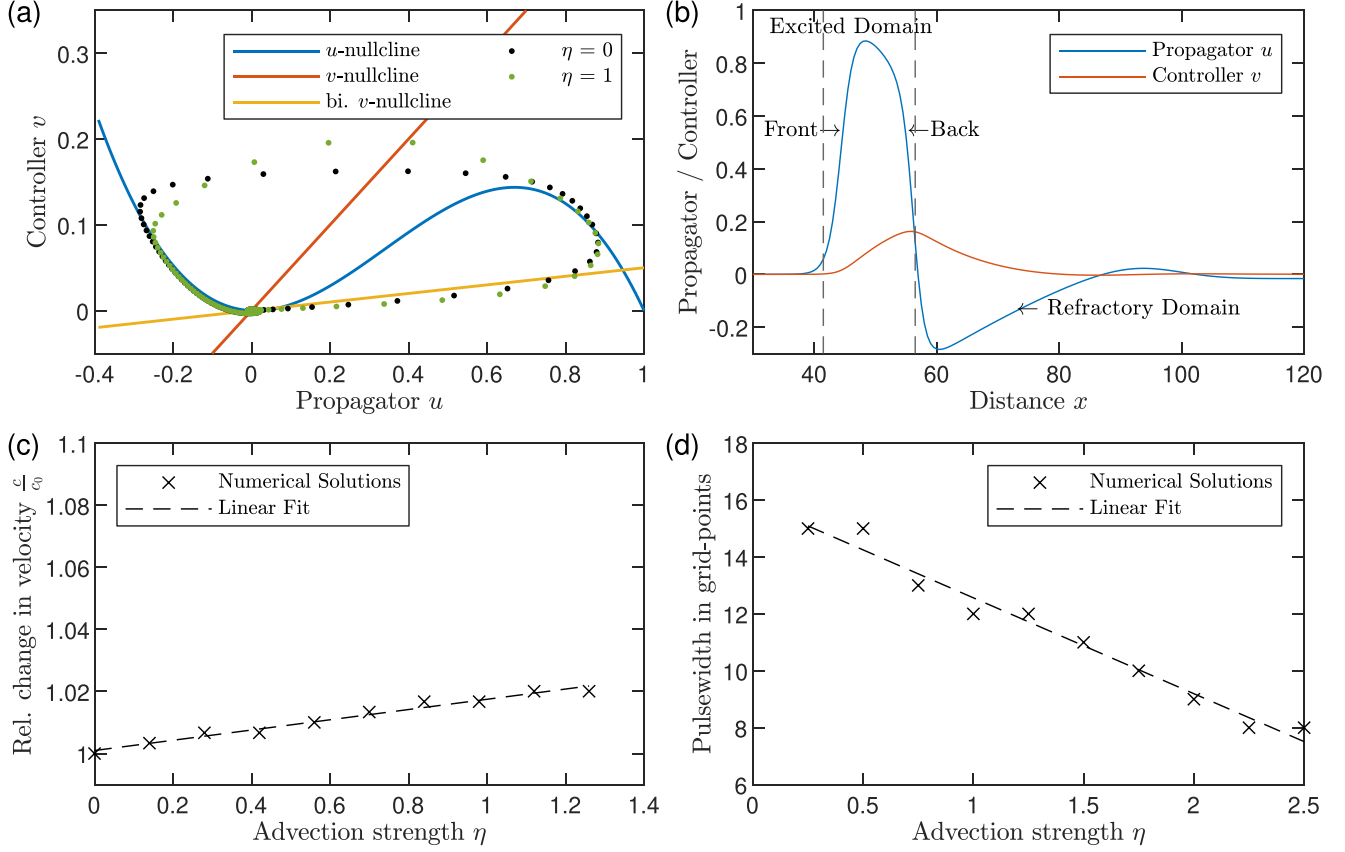 (a)
0.3
0.2
0.1
0
Controller v
u-nullcline
v-nullcline
bi. v-nullcline
η = 0
η = 1
-0.4 -0.2 0 0.2 0.4 0.6 0.8 1
Propagator u
(b)
1
0.8
0.6
0.4
0.2
0
-0.2
Propagator / Controller
Excited Domain
Propagator u
Controller v
Front
Back
Refractory Domain
40 60 80 100 120
Distance x
(c)
1.1
1.08
1.06
1.04
1.02
1
Rel. change in velocity c/c₀
Numerical Solutions
Linear Fit
0 0.2 0.4 0.6 0.8 1 1.2 1.4
Advection strength η
(d)
18
16
14
12
10
8
6
Pulsewidth in grid-points
Numerical Solutions
Linear Fit
0 0.5 1 1.5 2 2.5
Advection strength η